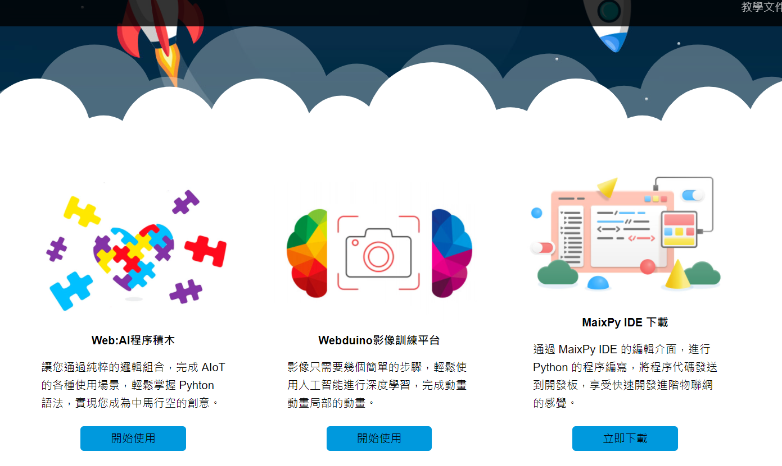 教學文件
Web:AI程序積木
讓您通過純粹的邏輯組合，完成 AIoT
的各種使用場景，輕鬆掌握 Pyhton
語法，實現您成為中馬行空的創意。
開始使用
Webduino影像訓練平台
影像只需要幾個簡單的步驟，輕鬆使
用人工智能進行深度學習，完成動畫
動畫局部的動畫。
開始使用
MaixPy IDE 下載
通過 MaixPy IDE 的編輯介面，進行
Python 的程序編寫，將程序代碼發送
到開發板，享受快速開發進階物聯網
的感覺。
立即下載